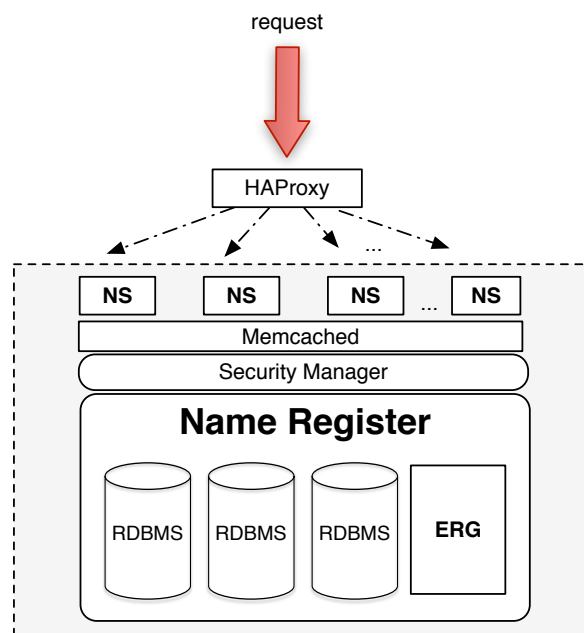 request
HAProxy
...
NS NS NS ... NS
Memcached
Security Manager
Name Register
RDBMS RDBMS RDBMS ERG